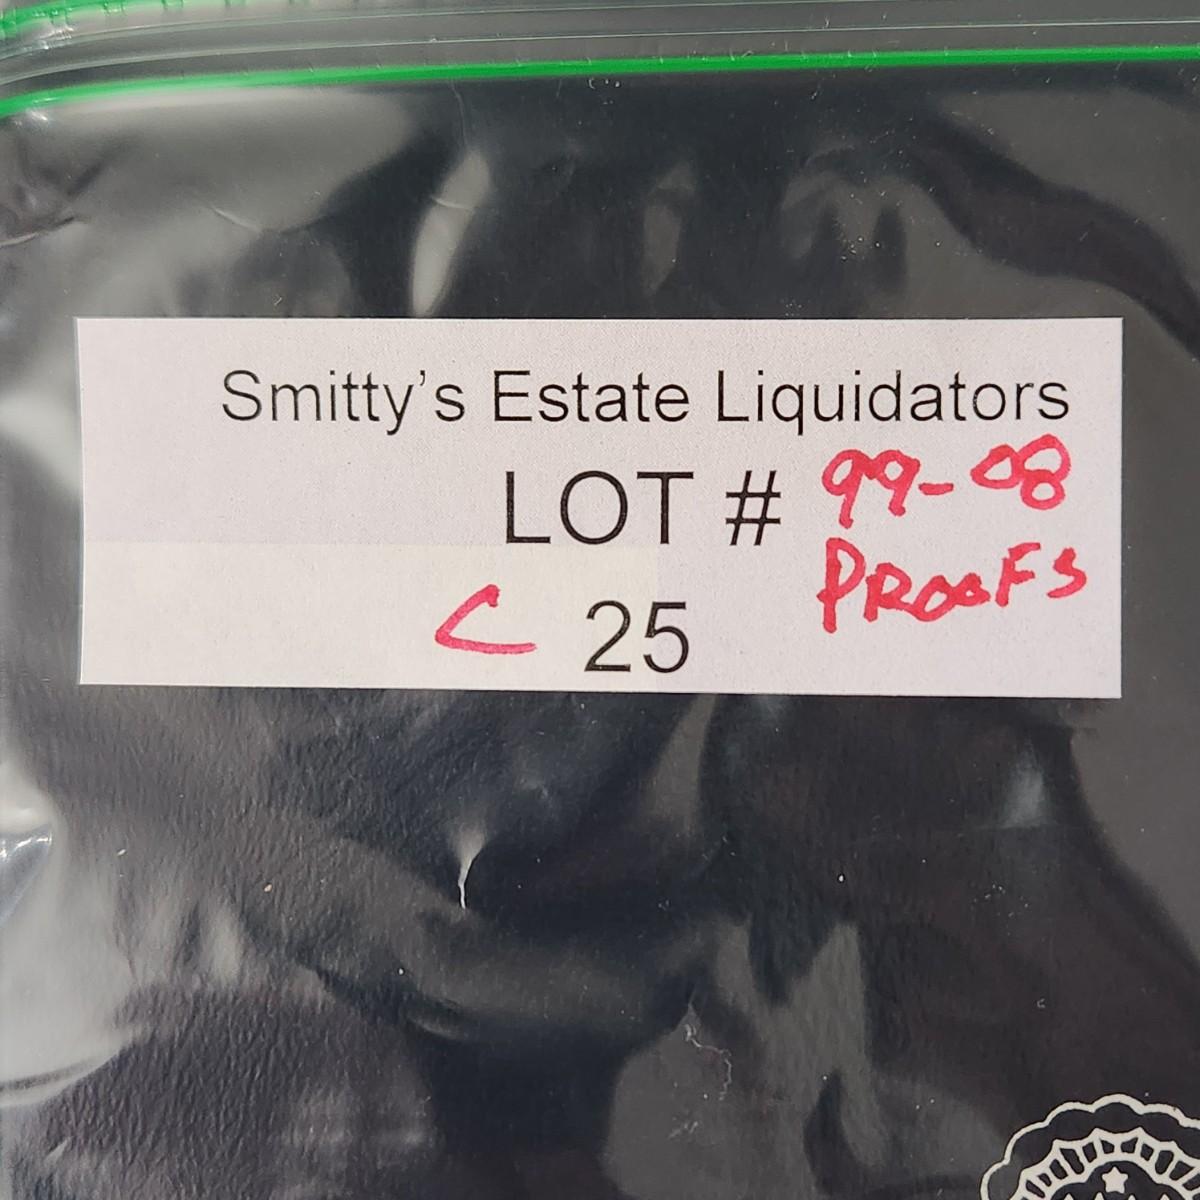 Smitty's Estate Liquidators
LOT # 99-08
PROOFS
C 25